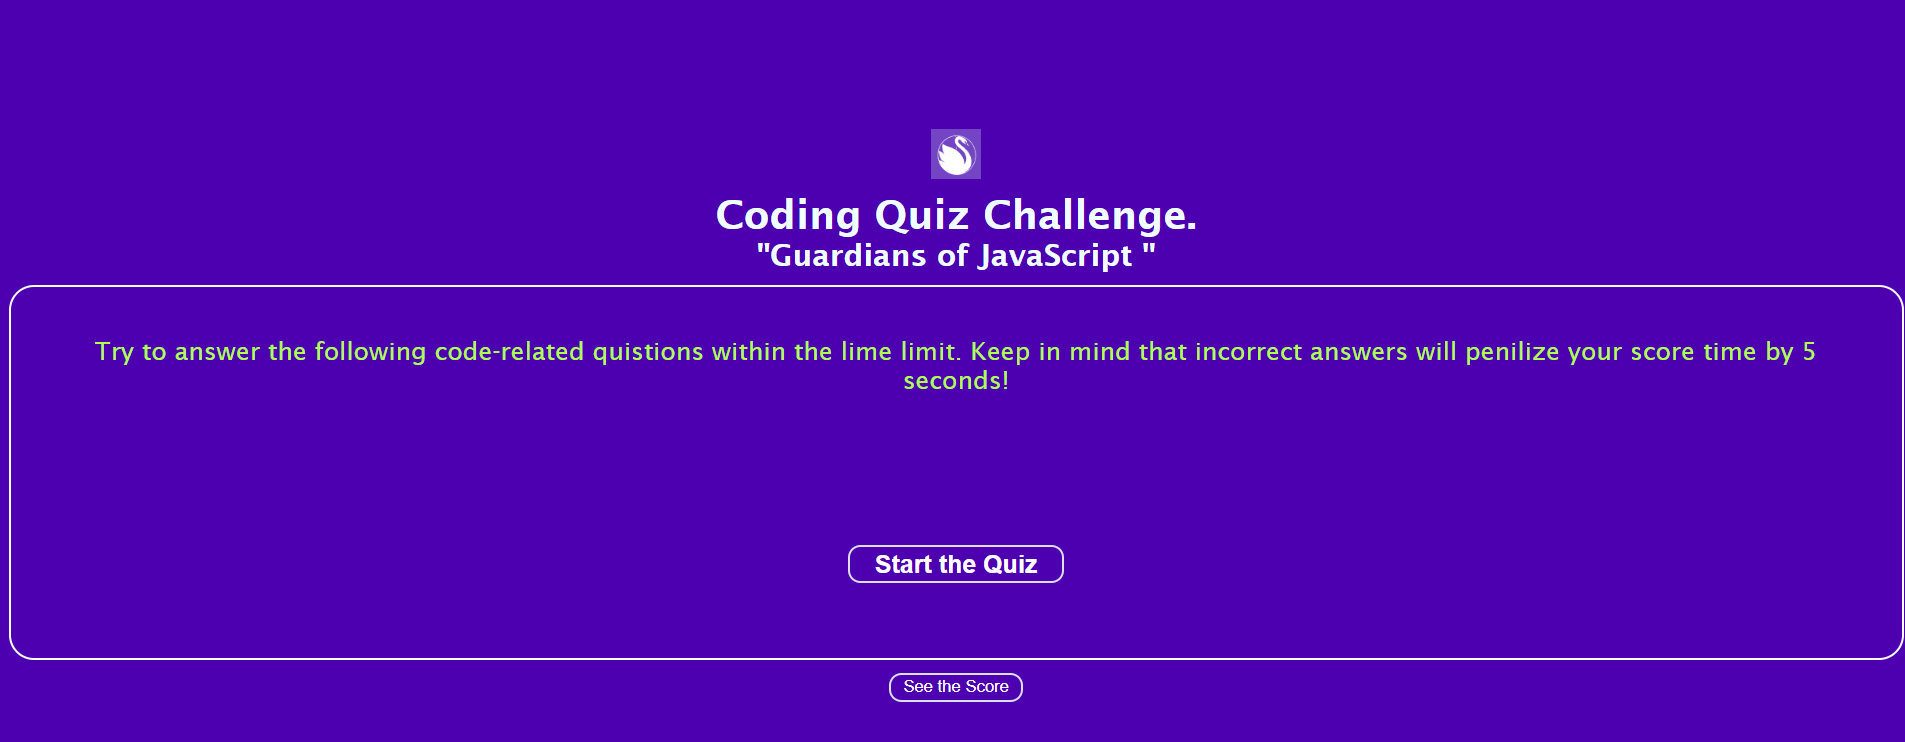 Coding Quiz Challenge.
"Guardians of JavaScript "
Try to answer the following code-related quistions within the lime limit. Keep in mind that incorrect answers will penilize your score time by 5
seconds!
Start the Quiz
See the Score